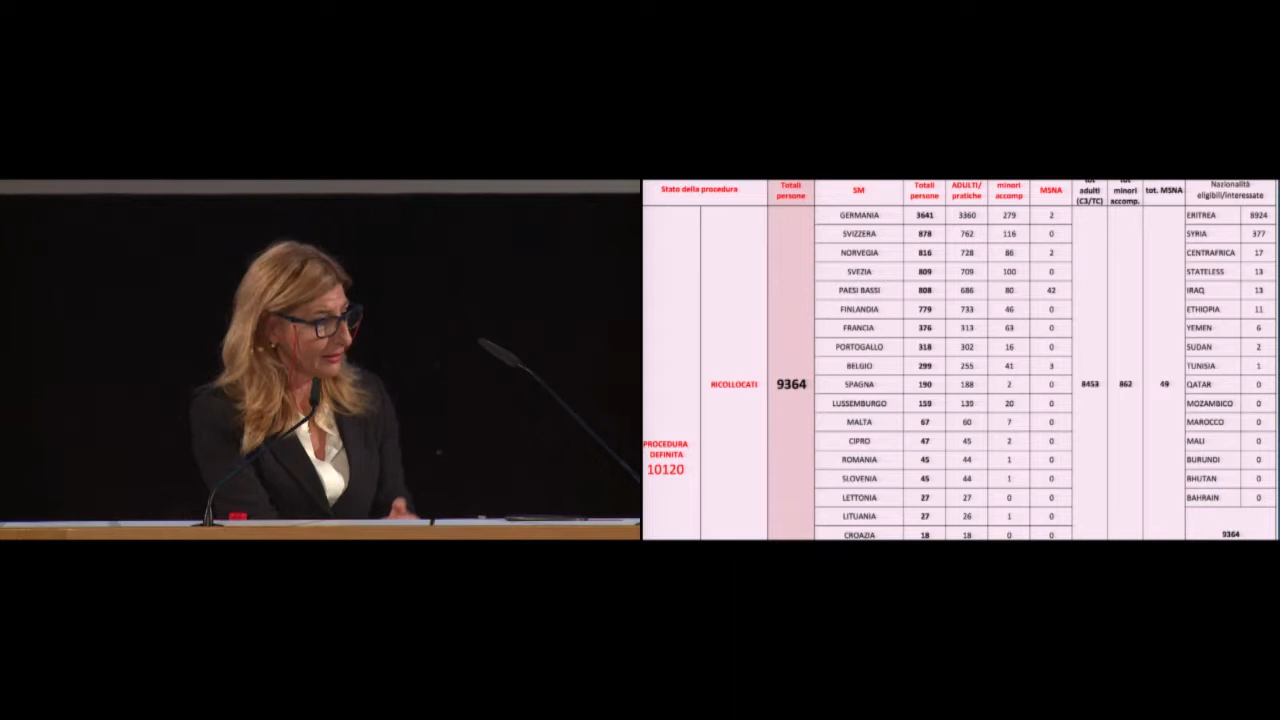 Stato della procedura Totali persone SM Totali persone ADULTI/ pratiche minori accomp MSNA tot adulti (C3/TC) tot minori accomp. tot. MSNA Nazionalità eligibili/interessate
GERMANIA 3641 3360 279 2 ERITREA 8924
SVIZZERA 878 762 116 0 SYRIA 377
NORVEGIA 816 728 86 2 CENTRAFRICA 17
SVEZIA 809 709 100 0 STATELESS 13
PAESI BASSI 808 686 80 42 IRAQ 13
FINLANDIA 779 733 46 0 ETHIOPIA 11
FRANCIA 376 313 63 0 YEMEN 6
PORTOGALLO 318 302 16 0 SUDAN 2
BELGIO 299 255 41 3 TUNISIA 1
RICOLLOCATI 9364 SPAGNA 190 188 2 0 8453 862 49 QATAR 0
LUSSEMBURGO 159 139 20 0 MOZAMBICO 0
MALTA 67 60 7 0 MAROCCO 0
PROCEDURA DEFINITA 10120
CIPRO 47 45 2 0 MALI 0
ROMANIA 45 44 1 0 BURUNDI 0
SLOVENIA 45 44 1 0 BHUTAN 0
LETTONIA 27 27 0 0 BAHRAIN 0
LITUANIA 27 26 1 0
CROAZIA 18 18 0 0 9364